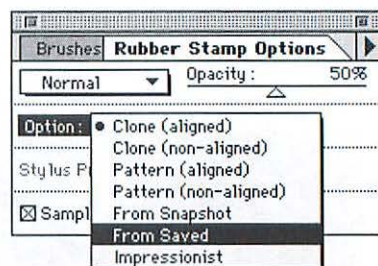 Brushes Rubber Stamp Options
Normal Opacity: 50%
Option: Clone (aligned)
Clone (non-aligned)
Stylus P Pattern (aligned)
Pattern (non-aligned)
Sampl From Snapshot
From Saved
Impressionist